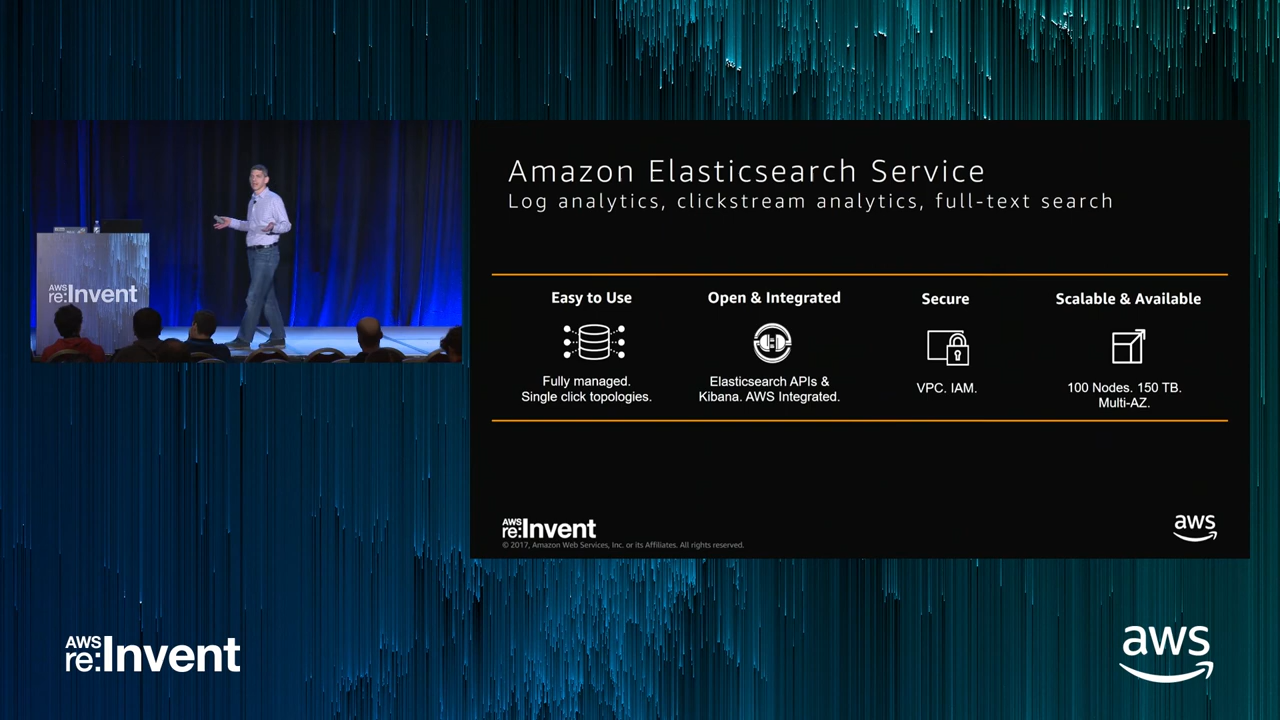 Amazon Elasticsearch Service
Log analytics, clickstream analytics, full-text search
Easy to Use
Fully managed.
Single click topologies.
Open & Integrated
Elasticsearch APIs &
Kibana. AWS Integrated.
Secure
VPC. IAM.
Scalable & Available
100 Nodes. 150 TB.
Multi-AZ.
AWS
re:Invent
© 2017, Amazon Web Services, Inc. or its Affiliates. All rights reserved.
aws
AWS
re:Invent
AWS
re:Invent
aws